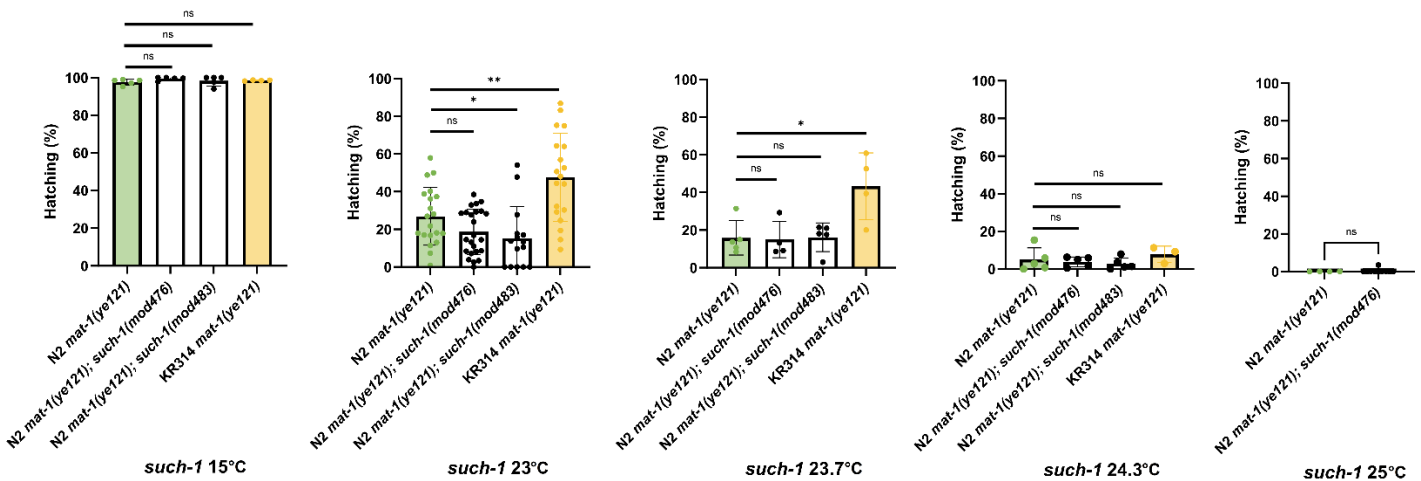 ns
ns
ns
100
80
60
40
20
0
Hatching (%)
N2 mat-1(ye121)
N2 mat-1(ye121); such-1(mod476)
N2 mat-1(ye121); such-1(mod483)
KR314 mat-1(ye121)
such-1 15°C
**
*
ns
100
80
60
40
20
0
Hatching (%)
N2 mat-1(ye121)
N2 mat-1(ye121); such-1(mod476)
N2 mat-1(ye121); such-1(mod483)
KR314 mat-1(ye121)
such-1 23°C
*
ns
ns
100
80
60
40
20
0
Hatching (%)
N2 mat-1(ye121)
N2 mat-1(ye121); such-1(mod476)
N2 mat-1(ye121); such-1(mod483)
KR314 mat-1(ye121)
such-1 23.7°C
ns
ns
ns
100
80
60
40
20
0
Hatching (%)
N2 mat-1(ye121)
N2 mat-1(ye121); such-1(mod476)
N2 mat-1(ye121); such-1(mod483)
KR314 mat-1(ye121)
such-1 24.3°C
ns
100
80
60
40
20
0
Hatching (%)
N2 mat-1(ye121)
N2 mat-1(ye121); such-1(mod476)
such-1 25°C